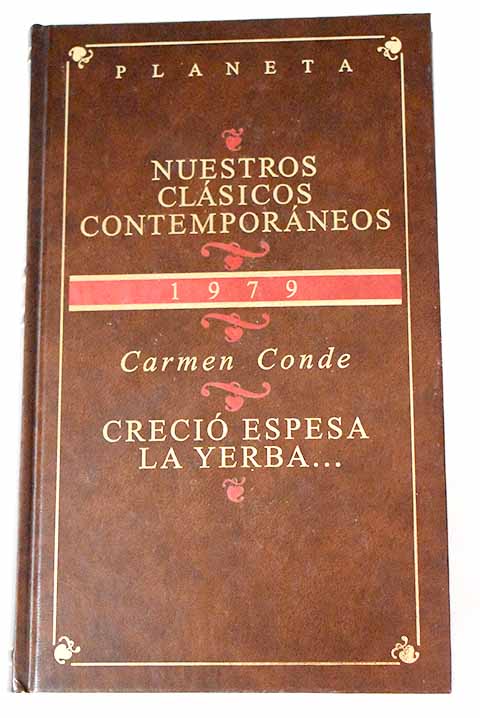 PLANETA
NUESTROS
CLÁSICOS
CONTEMPORÁNEOS
1979
Carmen Conde
CRECIÓ ESPESA
LA YERBA...